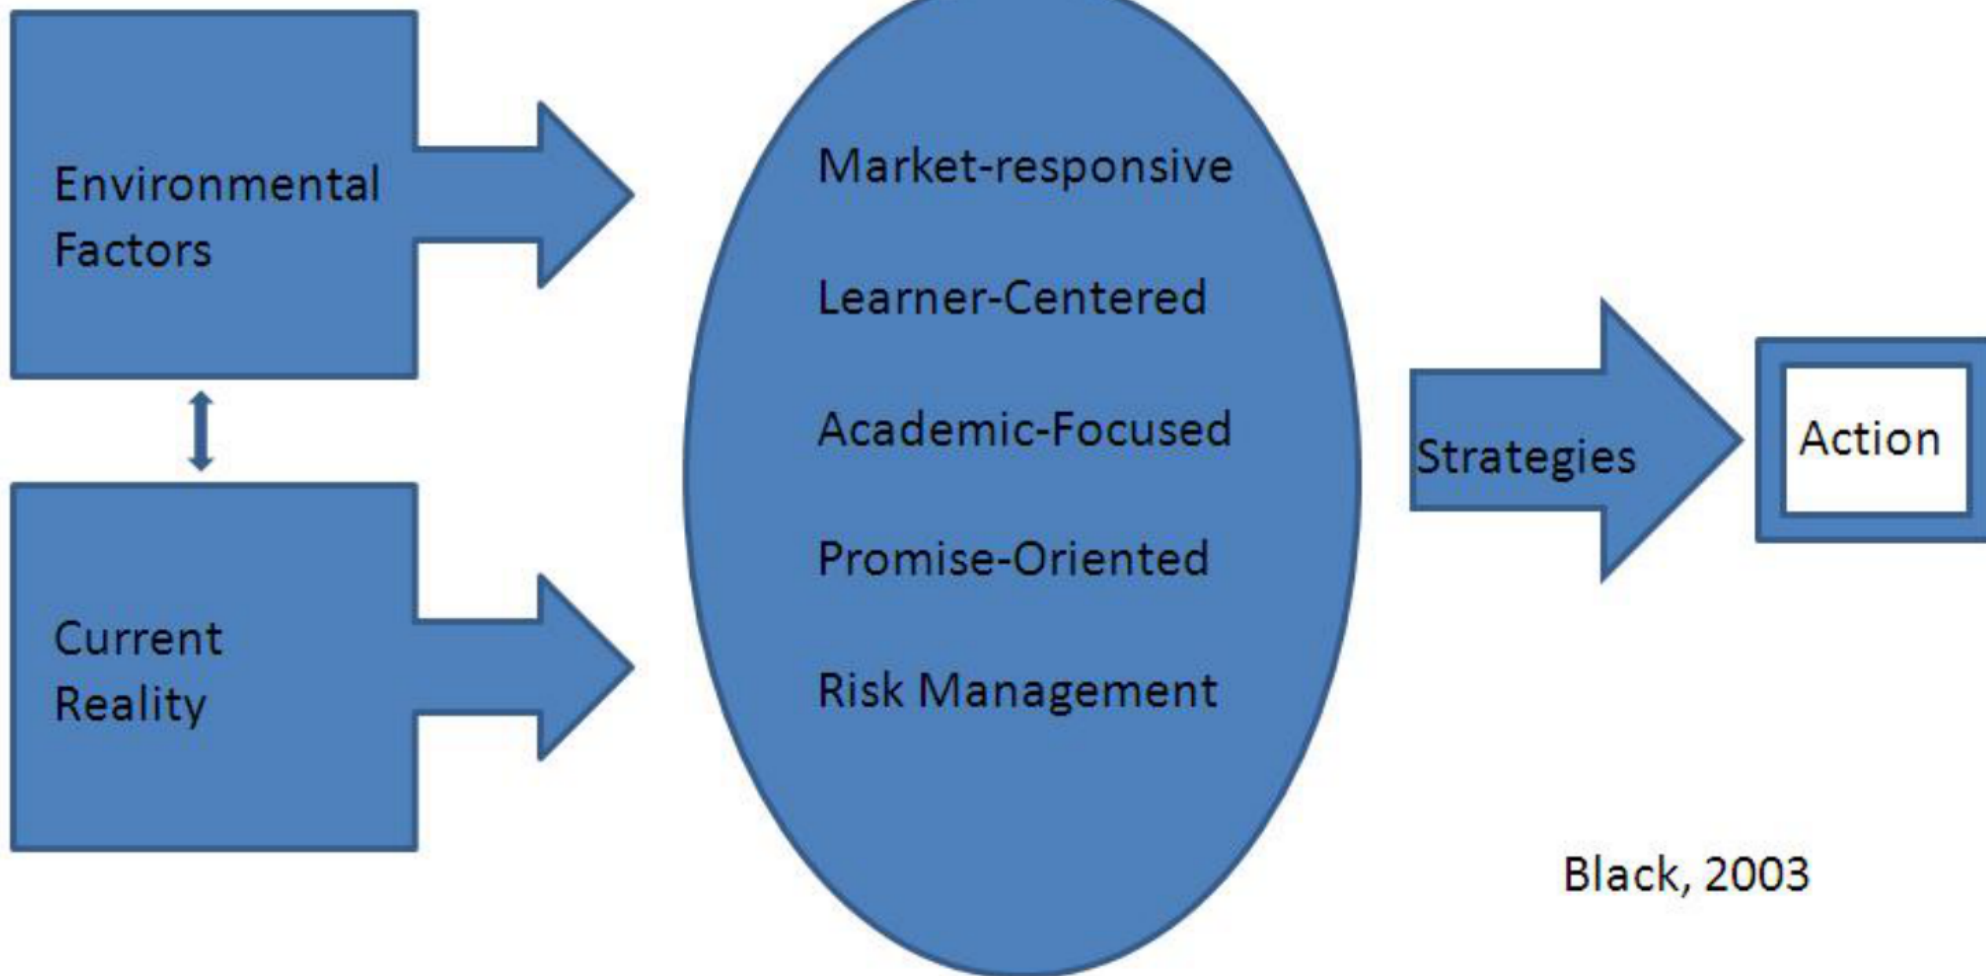 Environmental
Factors
Current
Reality
Market-responsive
Learner-Centered
Academic-Focused
Promise-Oriented
Risk Management
Strategies
Action
Black, 2003